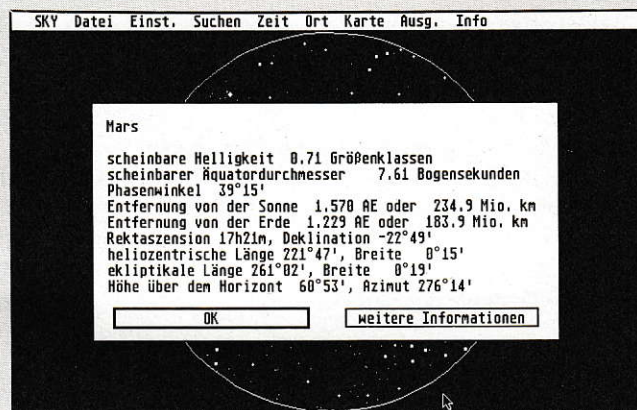 SKY Datei Einst. Suchen Zeit Ort Karte Ausg. Info
Mars
scheinbare Helligkeit 0.71 Größenklassen
scheinbarer Äquatordurchmesser 7.61 Bogensekunden
Phasenwinkel 39°15'
Entfernung von der Sonne 1.570 AE oder 234.9 Mio. km
Entfernung von der Erde 1.229 AE oder 183.9 Mio. km
Rektaszension 17h21m, Deklination -22°49'
heliozentrische Länge 221°47', Breite 0°15'
ekliptikale Länge 261°02', Breite 0°19'
Höhe über dem Horizont 60°53', Azimut 276°14'
OK
weitere Informationen